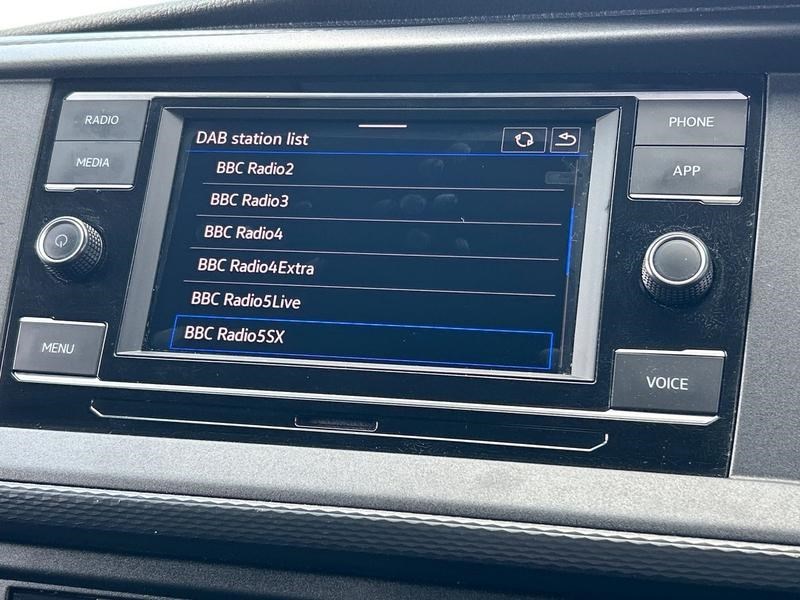 RADIO
MEDIA
MENU
DAB station list
BBC Radio2
BBC Radio3
BBC Radio4
BBC Radio4Extra
BBC Radio5Live
BBC Radio5SX
PHONE
APP
VOICE